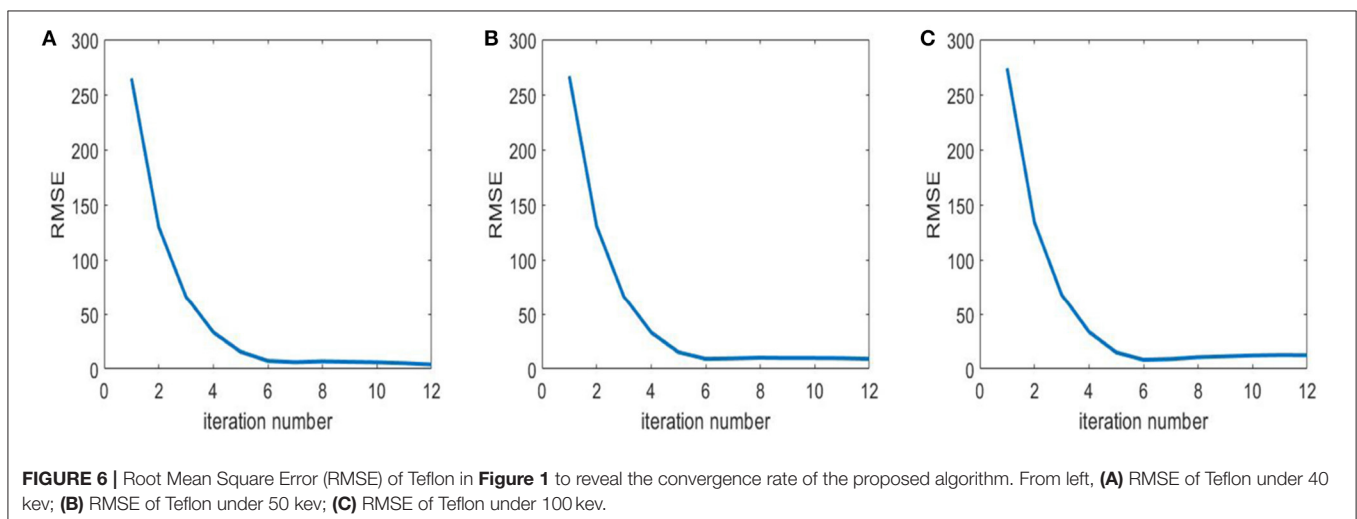 A
300
250
200
150
100
50
0
RMSE
0 2 4 6 8 10 12
iteration number
B
300
250
200
150
100
50
0
RMSE
0 2 4 6 8 10 12
iteration number
C
300
250
200
150
100
50
0
RMSE
0 2 4 6 8 10 12
iteration number
FIGURE 6 | Root Mean Square Error (RMSE) of Teflon in Figure 1 to reveal the convergence rate of the proposed algorithm. From left, (A) RMSE of Teflon under 40
kev; (B) RMSE of Teflon under 50 kev; (C) RMSE of Teflon under 100 kev.